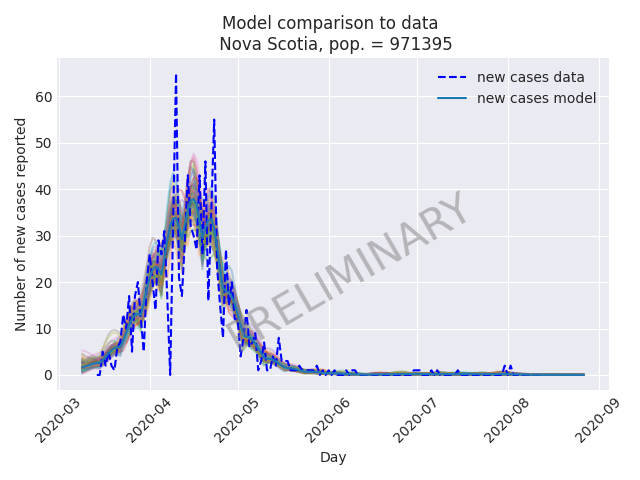 Model comparison to data
Nova Scotia, pop. = 971395
new cases data
new cases model
Number of new cases reported
60
50
40
30
20
10
0
PRELIMINARY
2020-03
2020-04
2020-05
2020-06
2020-07
2020-08
2020-09
Day